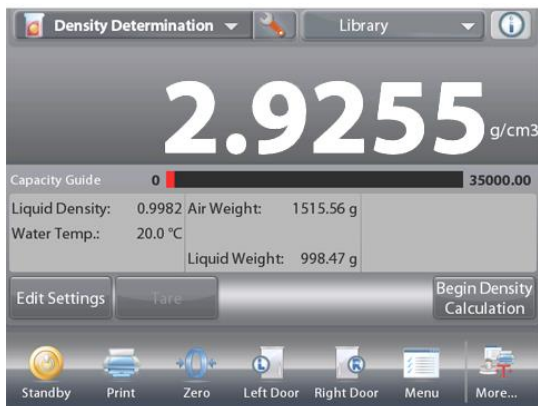 Density Determination Library
2.9255 g/cm3
Capacity Guide 0 35000.00
Liquid Density: 0.9982 Air Weight: 1515.56 g
Water Temp.: 20.0 °C
Liquid Weight: 998.47 g
Edit Settings Tare Begin Density
Calculation
L R
Standby Print Zero Left Door Right Door Menu More...